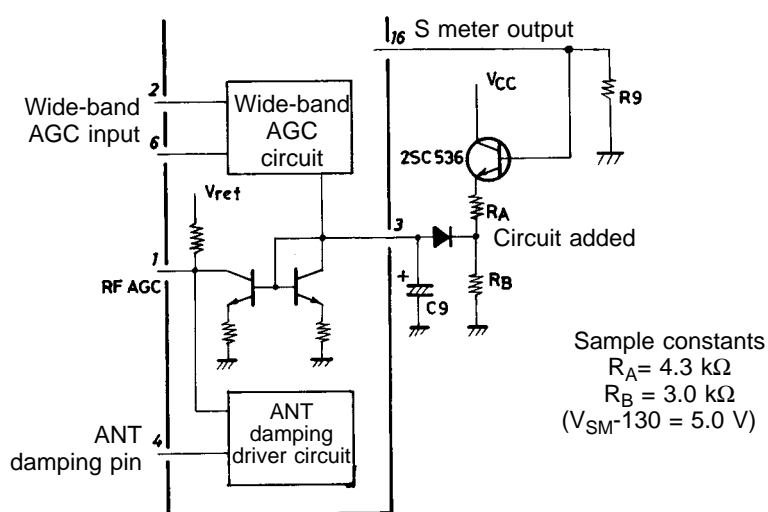 16 S meter output
2
Wide-band
AGC input
6
Wide-band
AGC
circuit
VCC
R9
2SC536
Vref
RA
3
Circuit added
1
RF AGC
+
C9
RB
Sample constants
RA= 4.3 kΩ
RB = 3.0 kΩ
(VSM-130 = 5.0 V)
ANT
damping pin
4
ANT
damping
driver circuit